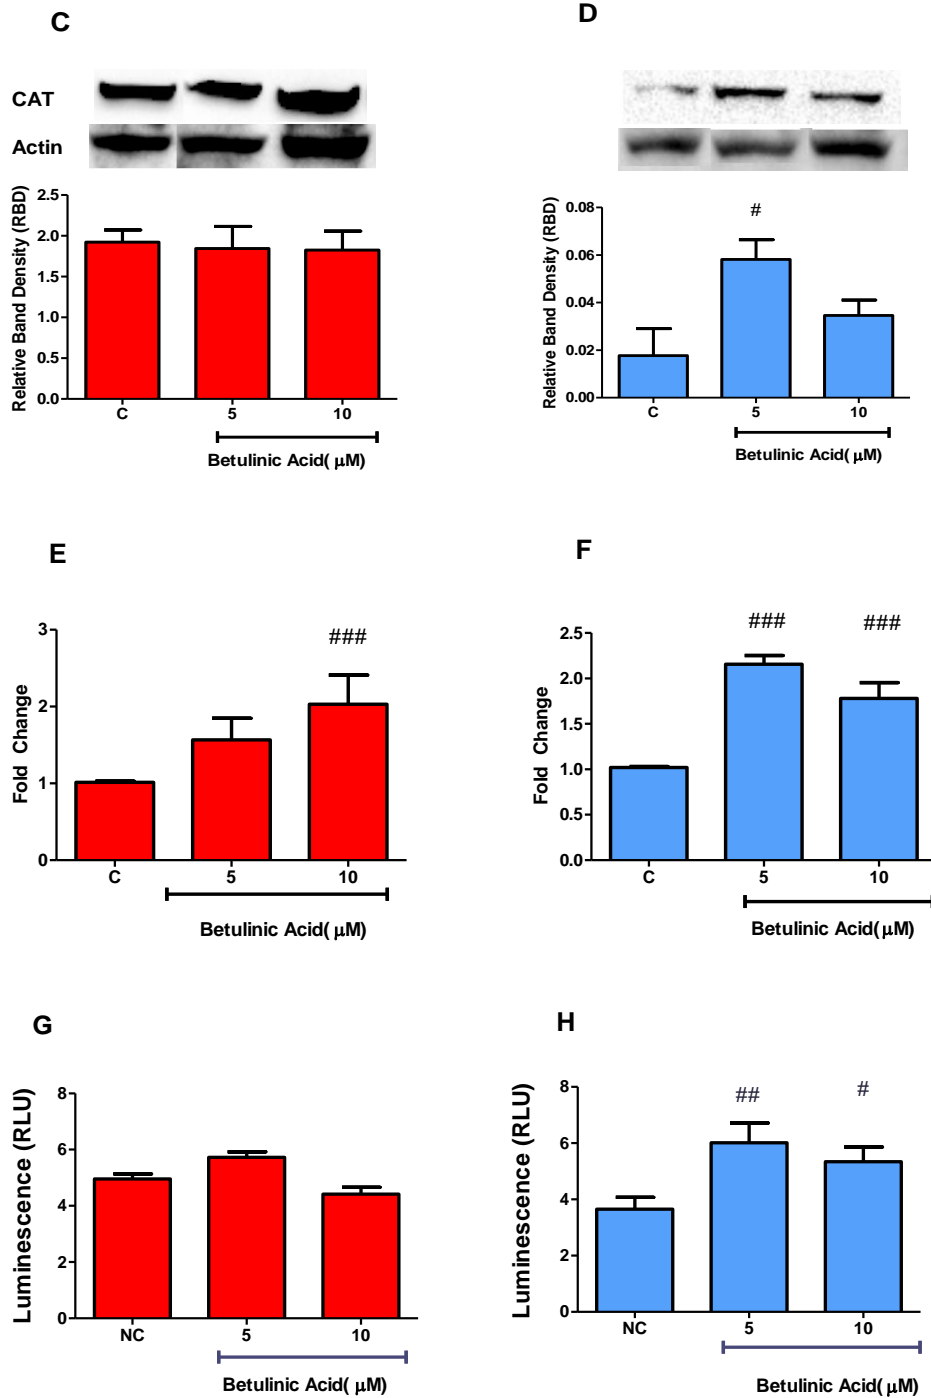 C
CAT
Actin
Relative Band Density (RBD)
2.5
2.0
1.5
1.0
0.5
0.0
C 5 10
Betulinic Acid( μM)
D
Relative Band Density (RBD)
0.08
0.06
0.04
0.02
0.00
#
C 5 10
Betulinic Acid( μM)
E
Fold Change
3
2
1
0
###
C 5 10
Betulinic Acid( μM)
F
Fold Change
2.5
2.0
1.5
1.0
0.5
0.0
### ###
C 5 10
Betulinic Acid( μM)
G
Luminescence (RLU)
8
6
4
2
0
NC 5 10
Betulinic Acid( μM)
H
Luminescence (RLU)
8
6
4
2
0
## #
NC 5 10
Betulinic Acid( μM)